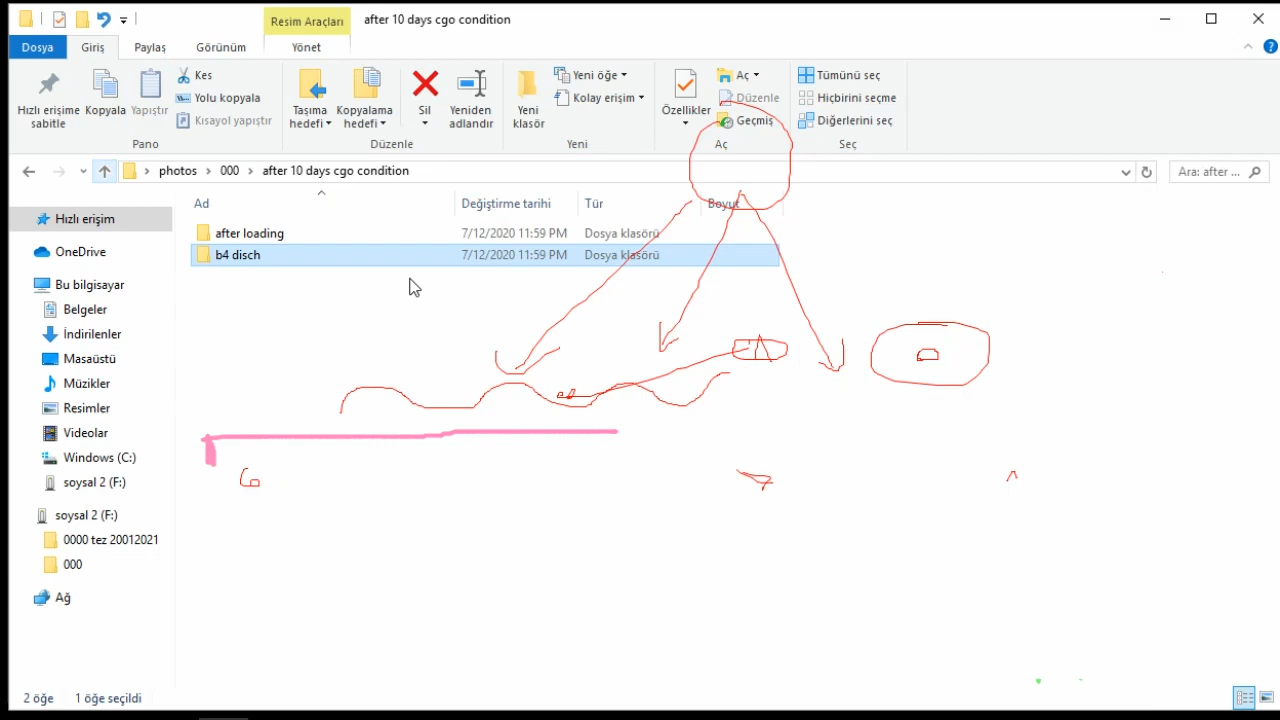 Resim Araçları after 10 days cgo condition
Dosya Giriş Paylaş Görünüm Yönet
Hızlı erişime sabitle
Kopyala
Yapıştır
Kes
Yolu kopyala
Kısayol yapıştır
Pano
Taşıma hedefi
Kopyalama hedefi
Sil
Yeniden adlandır
Düzenle
Yeni klasör
Yeni öğe
Kolay erişim
Yeni
Özellikler
Aç
Düzenle
Geçmiş
Aç
Tümünü seç
Hiçbirini seçme
Diğerlerini seç
Seç
photos 000 after 10 days cgo condition
Ara: after ...
Ad Değiştirme tarihi Tür Boyut
after loading 7/12/2020 11:59 PM Dosya klasörü
b4 disch 7/12/2020 11:59 PM Dosya klasörü
Hızlı erişim
OneDrive
Bu bilgisayar
Belgeler
İndirilenler
Masaüstü
Müzikler
Resimler
Videolar
Windows (C:)
soysal 2 (F:)
soysal 2 (F:)
0000 tez 20012021
000
Ağ
6
7
2 öğe 1 öğe seçildi